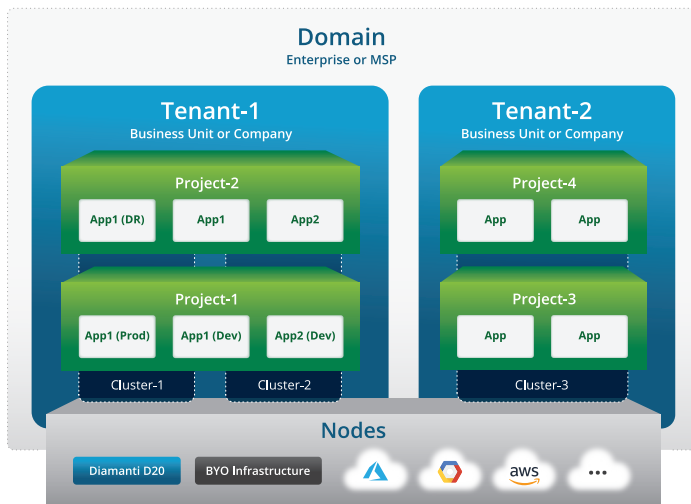 Domain
Enterprise or MSP
Tenant-1
Business Unit or Company
Project-2
App1 (DR)
App1
App2
Project-1
App1 (Prod)
App1 (Dev)
App2 (Dev)
Cluster-1
Cluster-2
Tenant-2
Business Unit or Company
Project-4
App
App
Project-3
App
App
Cluster-3
Nodes
Diamanti D20
BYO Infrastructure
aws
•••